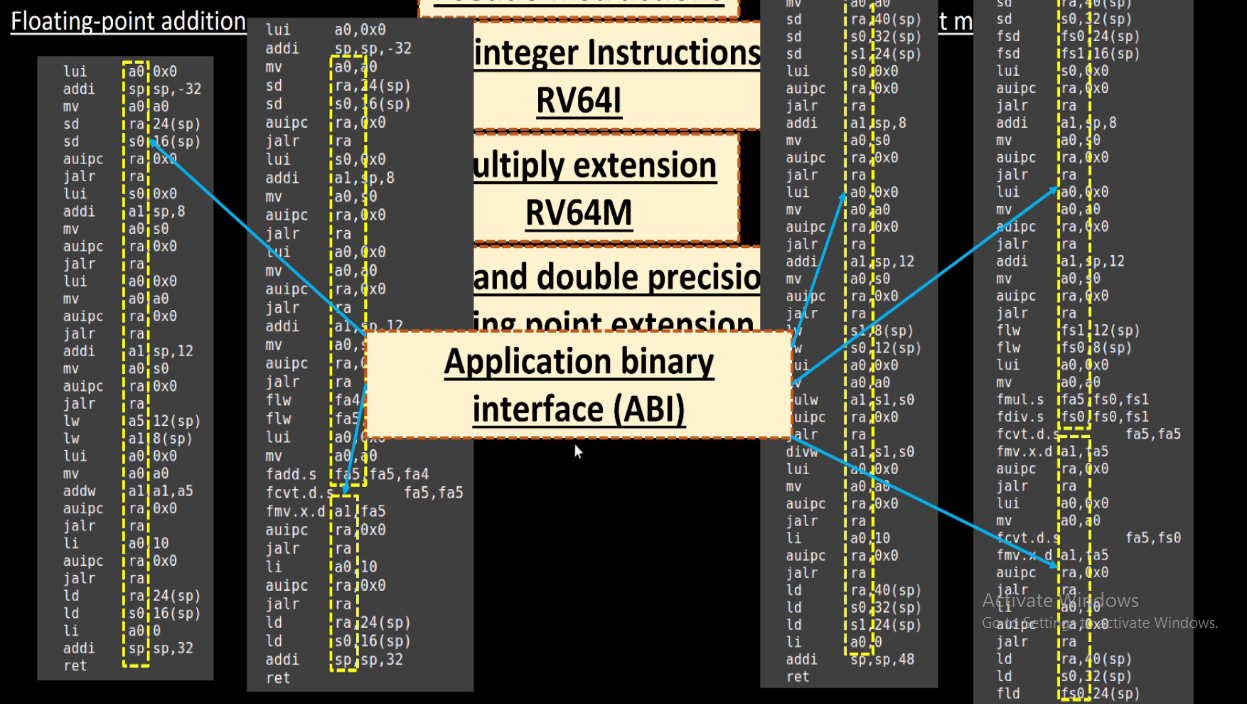 Floating-point addition
lui a0,0x0
addi sp,sp,-32
mv a0,a0
sd ra,24(sp)
sd s0,16(sp)
auipc ra,0x0
jalr ra
lui s0,0x0
addi a1,sp,8
mv a0,s0
auipc ra,0x0
jalr ra
lui a0,0x0
mv a0,a0
auipc ra,0x0
jalr ra
addi a1,sp,12
mv a0,s0
auipc ra,0x0
jalr ra
lw a5,12(sp)
lw a1,8(sp)
lui a0,0x0
mv a0,a0
addw a1,a1,a5
auipc ra,0x0
jalr ra
li a0,10
auipc ra,0x0
jalr ra
ld ra,24(sp)
ld s0,16(sp)
li a0,0
addi sp,sp,32
ret
lui a0,0x0
addi sp,sp,-32
mv a0,a0
sd ra,24(sp)
sd s0,16(sp)
auipc ra,0x0
jalr ra
lui s0,0x0
addi a1,sp,8
mv a0,s0
auipc ra,0x0
jalr ra
lui a0,0x0
mv a0,a0
auipc ra,0x0
jalr ra
addi a1,sp,12
mv
auipc
jalr ra
flw
flw
lui
mv a0,a0
fadd.s fa5,fa5,fa4
fcvt.d.s fa5,fa5
fmv.x.d a1,fa5
auipc ra,0x0
jalr ra
li a0,10
auipc ra,0x0
jalr ra
ld ra,24(sp)
ld s0,16(sp)
addi sp,sp,32
ret
integer Instructions
RV64I
ultiply extension
RV64M
and double precisio
ing point extension
Application binary
interface (ABI)
t m
mv a0,a0
sd ra,40(sp)
sd s0,32(sp)
sd s1,24(sp)
lui s0,0x0
auipc ra,0x0
jalr ra
addi a1,sp,8
mv a0,s0
auipc ra,0x0
jalr ra
lui a0,0x0
mv a0,a0
auipc ra,0x0
jalr ra
addi a1,sp,12
mv a0,s0
auipc ra,0x0
jalr ra
s1,8(sp)
s0,12(sp)
a0,0x0
a0,a0
ulw a1,s1,s0
uipc ra,0x0
jalr ra
divw a1,s1,s0
lui a0,0x0
mv a0,a0
auipc ra,0x0
jalr ra
li a0,10
auipc ra,0x0
jalr ra
ld ra,40(sp)
ld s0,32(sp)
ld s1,24(sp)
li a0,0
addi sp,sp,48
ret
sd ra,40(sp)
sd s0,32(sp)
fsd fs0,24(sp)
fsd fs1,16(sp)
lui s0,0x0
auipc ra,0x0
jalr ra
addi a1,sp,8
mv a0,s0
auipc ra,0x0
jalr ra
lui a0,0x0
mv a0,a0
auipc ra,0x0
jalr ra
addi a1,sp,12
mv a0,s0
auipc ra,0x0
jalr ra
flw fs1,12(sp)
flw fs0,8(sp)
lui a0,0x0
mv a0,a0
fmul.s fa5,fs0,fs1
fdiv.s fs0,fs0,fs1
fcvt.d.s fa5,fa5
fmv.x.d a1,fa5
auipc ra,0x0
jalr ra
lui a0,0x0
mv a0,a0
fcvt.d.s fa5,fs0
fmv.x.d a1,fa5
auipc ra,0x0
jalr ra
li a0,10
auipc ra,0x0
jalr ra
ld ra,40(sp)
ld s0,32(sp)
fld fs0,24(sp)
Activate Windows
Go to Settings to activate Windows.